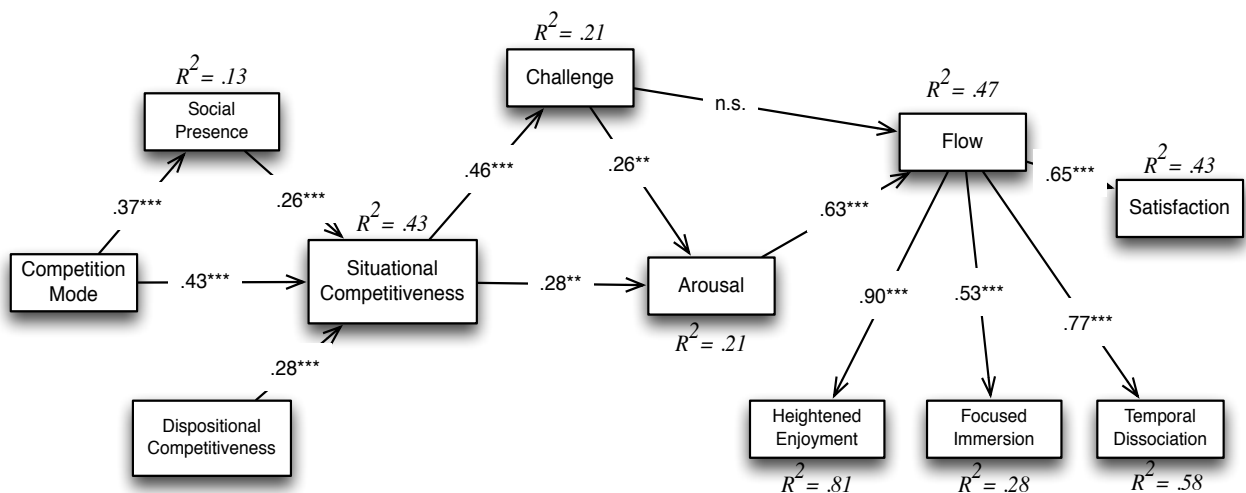 R² = .21
Challenge
R² = .13
Social
Presence
n.s.
R² = .47
Flow
.46***
.26**
.65***
R² = .43
Satisfaction
.37***
.26***
R² = .43
.63***
Competition
Mode
.43***
Situational
Competitiveness
.28**
Arousal
R² = .21
.90***
.53***
.77***
.28***
Dispositional
Competitiveness
Heightened
Enjoyment
R² = .81
Focused
Immersion
R² = .28
Temporal
Dissociation
R² = .58